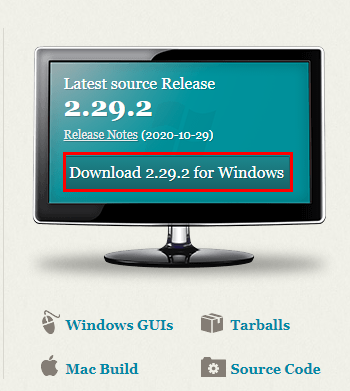 Latest source Release
2.29.2
Release Notes (2020-10-29)
Download 2.29.2 for Windows
Windows GUIs
Tarballs
Mac Build
Source Code